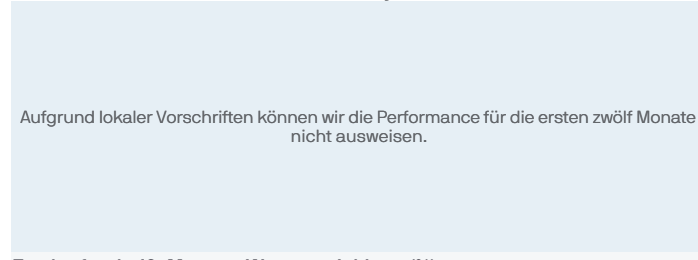 Aufgrund lokaler Vorschriften können wir die Performance für die ersten zwölf Monate
nicht ausweisen.